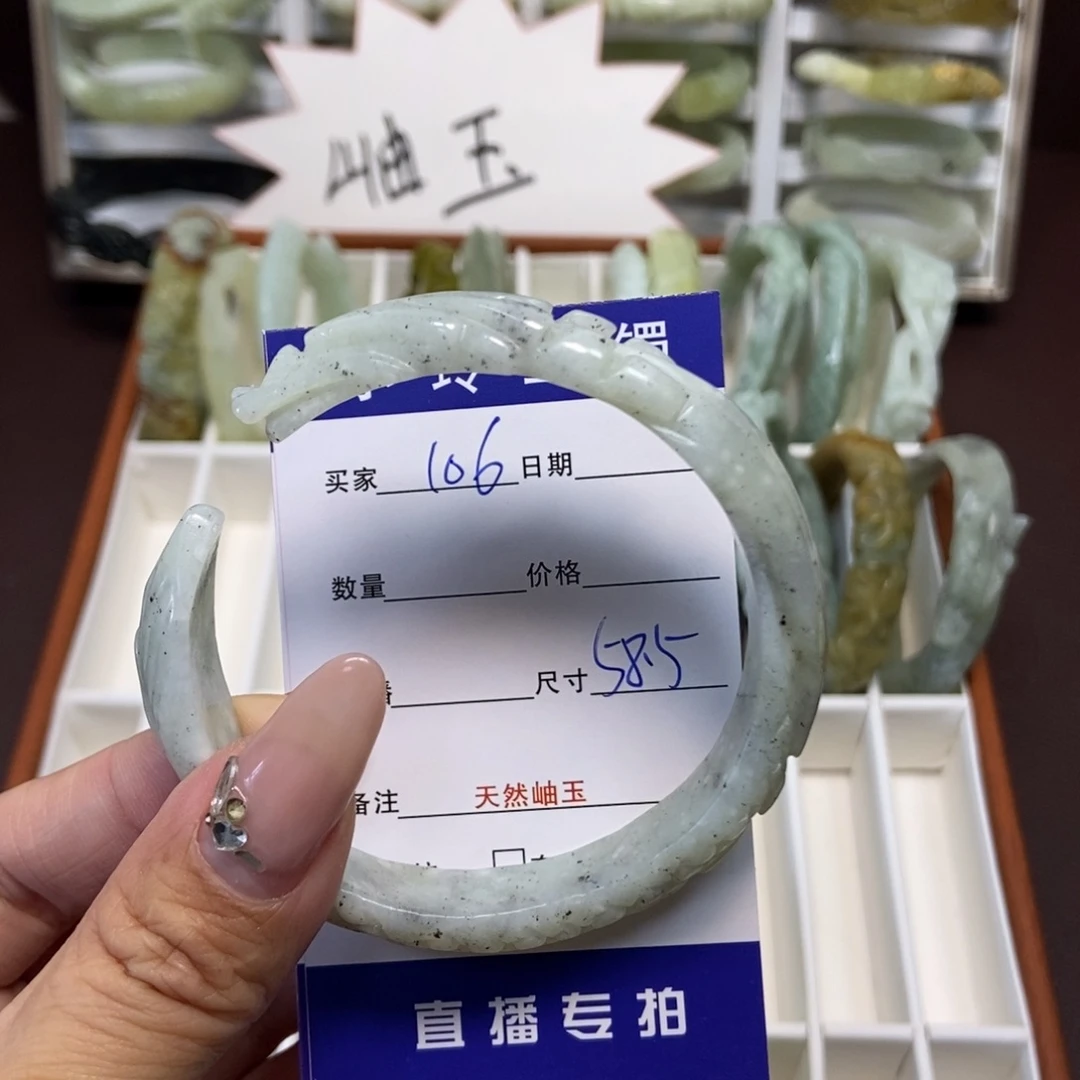 岫玉
镯
买家 106 日期
数量 价格
尺寸 58.5
备注 天然岫玉
直播专拍